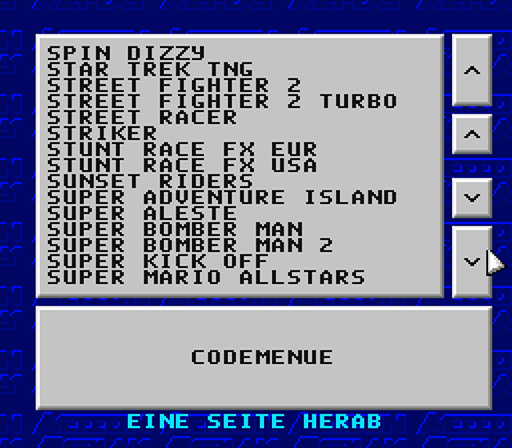 SPIN DIZZY
STAR TREK TNG
STREET FIGHTER 2
STREET FIGHTER 2 TURBO
STREET RACER
STRIKER
STUNT RACE FX EUR
STUNT RACE FX USA
SUNSET RIDERS
SUPER ADVENTURE ISLAND
SUPER ALESTE
SUPER BOMBER MAN
SUPER BOMBER MAN 2
SUPER KICK OFF
SUPER MARIO ALLSTARS
CODEMENUE
EINE SEITE HERAB